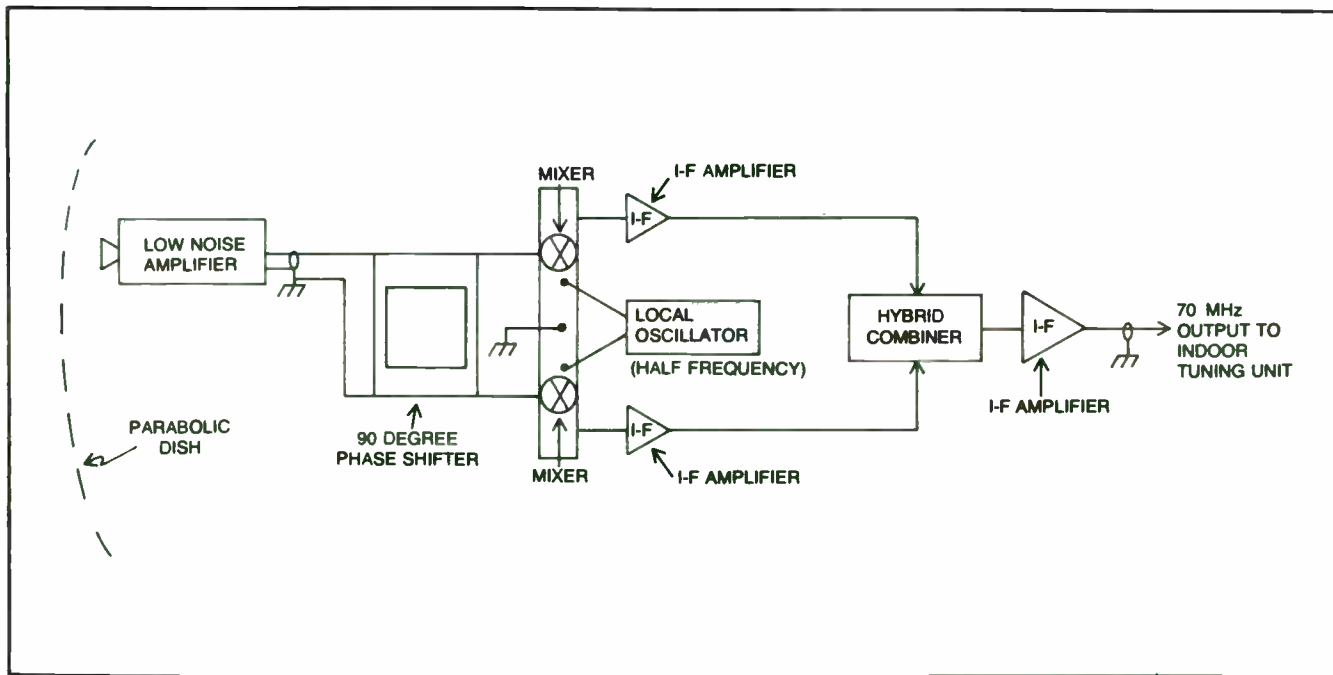 MIXER
I-F AMPLIFIER
I-F
LOW NOISE
AMPLIFIER
LOCAL
OSCILLATOR
(HALF FREQUENCY)
HYBRID
COMBINER
I-F
70 MHz
OUTPUT TO
INDOOR
TUNING UNIT
I-F AMPLIFIER
I-F
PARABOLIC
DISH
90 DEGREE
PHASE SHIFTER
MIXER
I-F AMPLIFIER